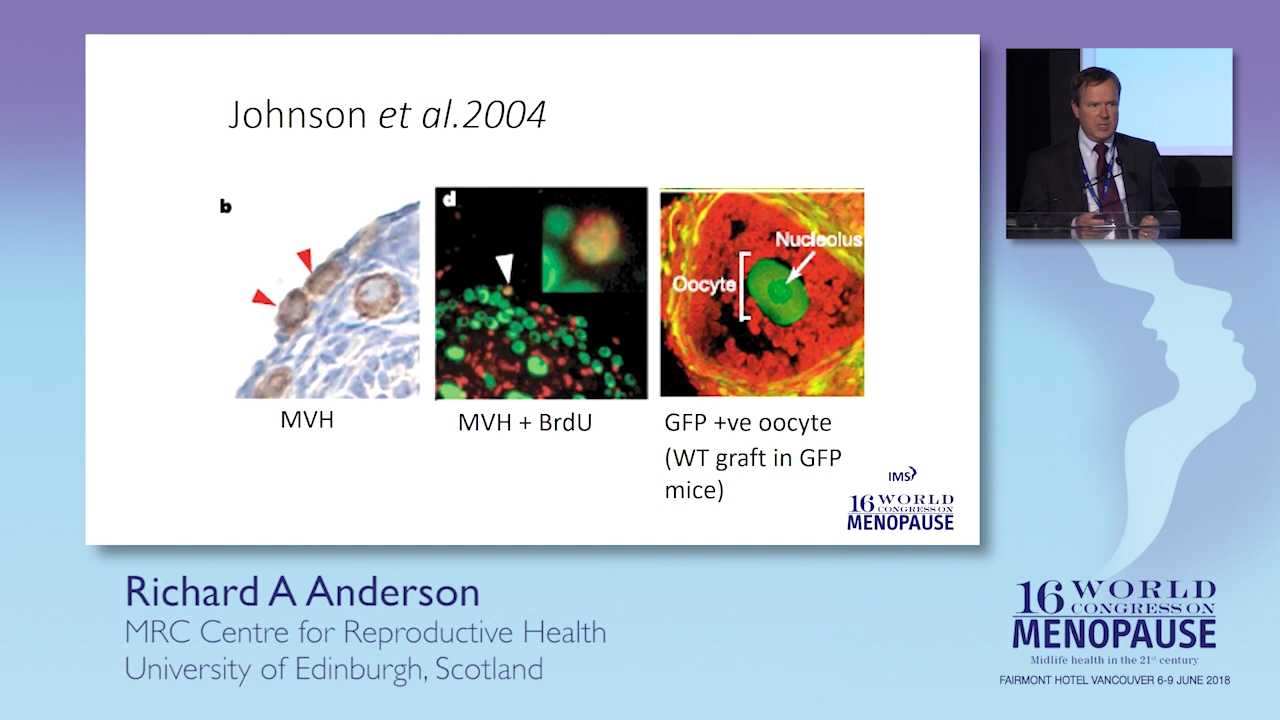 Johnson et al.2004
b
d
Nucleolus
Oocyte
MVH
MVH + BrdU
GFP +ve oocyte
(WT graft in GFP
mice)
IMS
16 WORLD
CONGRESS ON
MENOPAUSE
Richard A Anderson
MRC Centre for Reproductive Health
University of Edinburgh, Scotland
16 WORLD
CONGRESS ON
MENOPAUSE
Midlife health in the 21st century
FAIRMONT HOTEL VANCOUVER 6-9 JUNE 2018